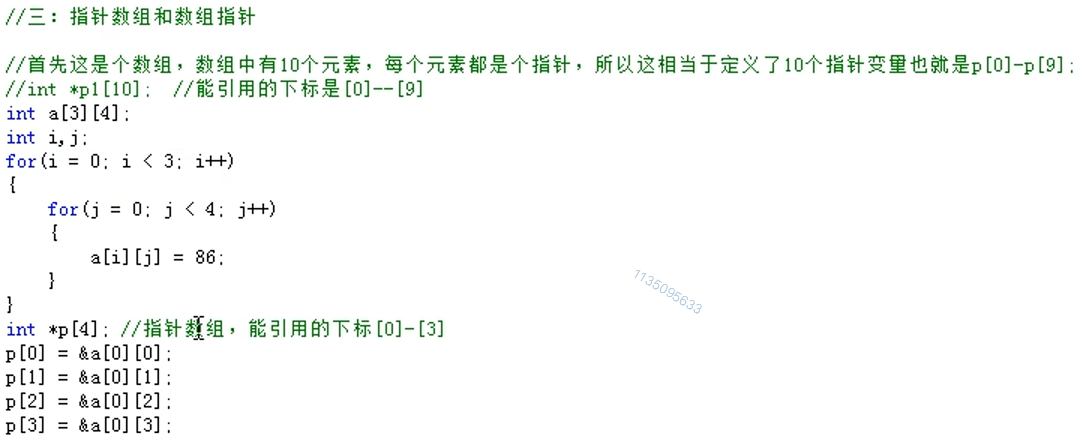 //三：指针数组和数组指针
//首先这是个数组，数组中有10个元素，每个元素都是个指针，所以这相当于定义了10个指针变量也就是p[0]-p[9];
//int *p1[10];  //能引用的下标是[0]--[9]
int a[3][4];
int i,j;
for(i = 0; i < 3; i++)
{
    for(j = 0; j < 4; j++)
    {
        a[i][j] = 86;
    }
}
int *p[4]; //指针数组，能引用的下标[0]-[3]
p[0] = &a[0][0];
p[1] = &a[0][1];
p[2] = &a[0][2];
p[3] = &a[0][3];
1135095633